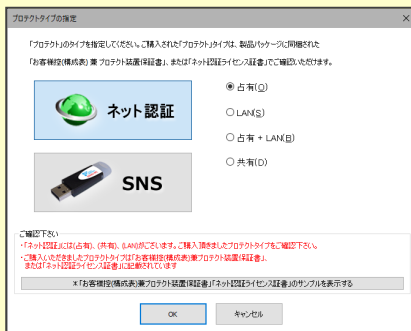 プロテクトタイプの指定
「プロテクト」のタイプを指定してください。ご購入された「プロテクト」タイプは、製品パッケージに同梱された
「お客様控(構成表) 兼 プロテクト装置保証書」、または「ネット認証ライセンス証書」でご確認いただけます。
ネット認証
SNS
占有(O)
LAN(S)
占有 + LAN(B)
共有(D)
ご確認下さい
・「ネット認証」には(占有)、(共有)、(LAN)がございます。ご購入頂きましたプロテクトタイプをご確認下さい。
・ご購入いただきましたプロテクトタイプは「お客様控(構成表)兼プロテクト装置保証書」、
または「ネット認証ライセンス証書」に記載されています
※「お客様控(構成表)兼プロテクト装置保証書」「ネット認証ライセンス証書」のサンプルを表示する
OK
キャンセル